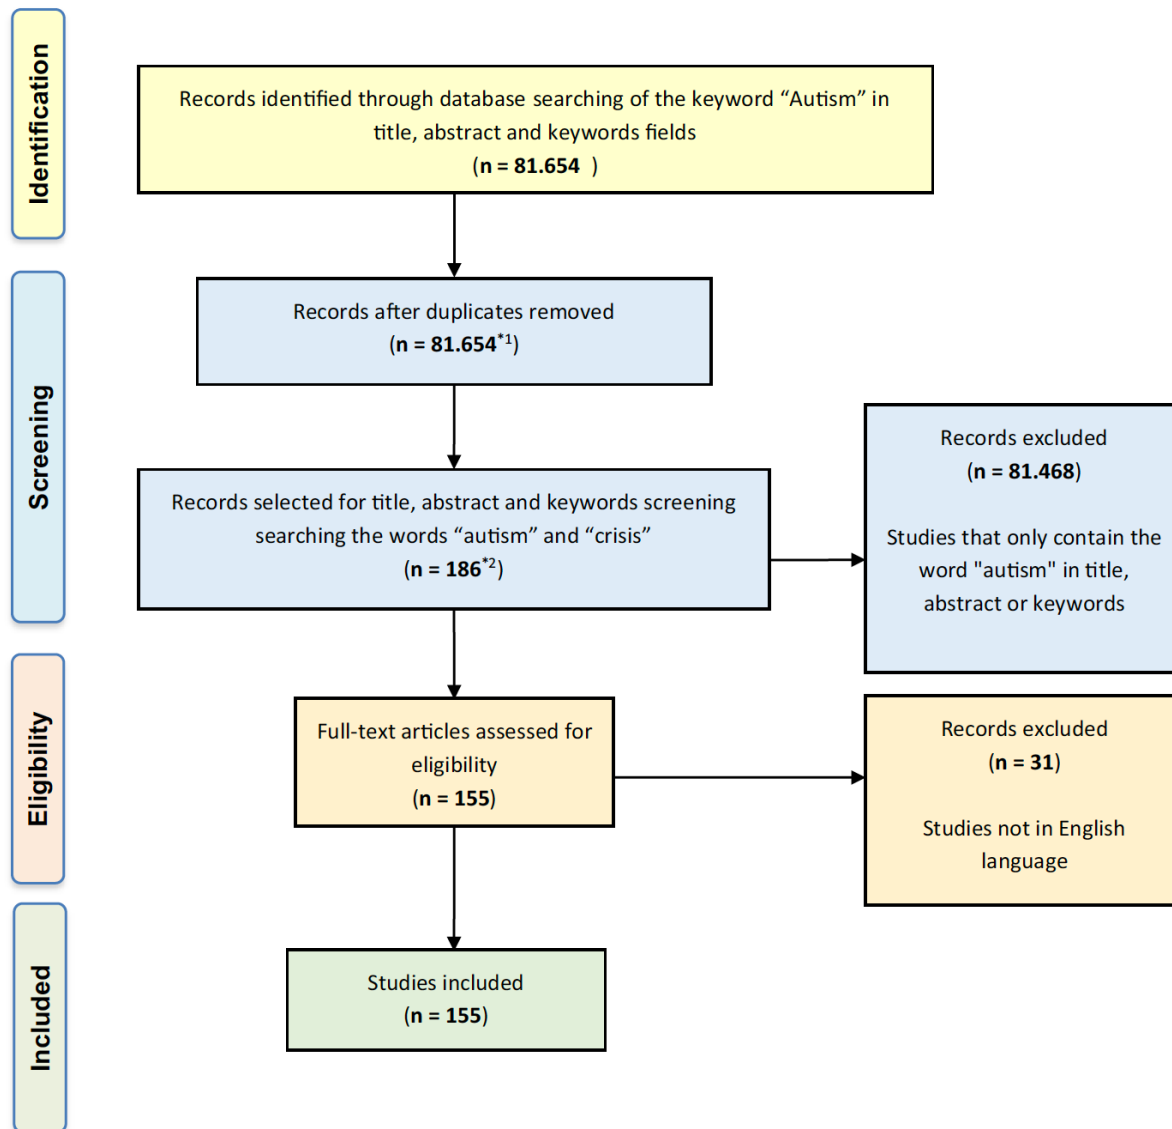 Identification
Records identified through database searching of the keyword “Autism” in
title, abstract and keywords fields
(n = 81.654 )
Screening
Records after duplicates removed
(n = 81.654*1)
Records selected for title, abstract and keywords screening
searching the words “autism” and “crisis”
(n = 186*2)
Records excluded
(n = 81.468)
Studies that only contain the
word "autism" in title,
abstract or keywords
Eligibility
Full-text articles assessed for
eligibility
(n = 155)
Records excluded
(n = 31)
Studies not in English
language
Included
Studies included
(n = 155)